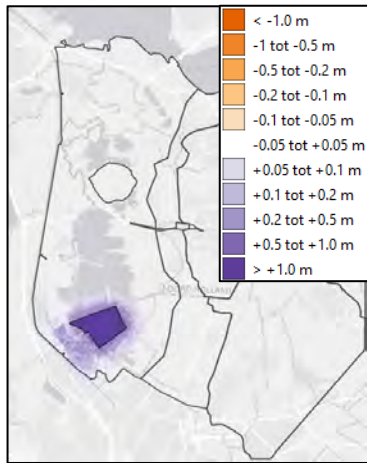 < -1.0 m
-1 tot -0.5 m
-0.5 tot -0.2 m
-0.2 tot -0.1 m
-0.1 tot -0.05 m
-0.05 tot +0.05 m
+0.05 tot +0.1 m
+0.1 tot +0.2 m
+0.2 tot +0.5 m
+0.5 tot +1.0 m
> +1.0 m